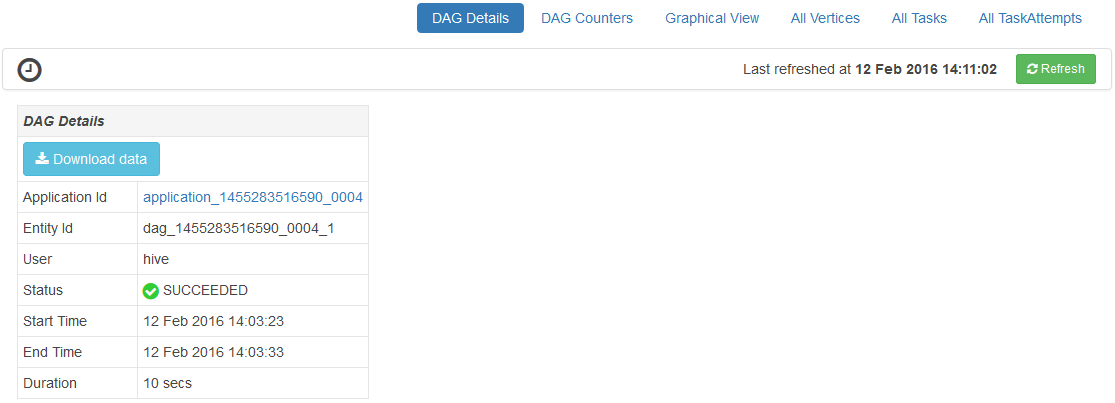 DAG Details DAG Counters Graphical View All Vertices All Tasks All TaskAttempts
Last refreshed at 12 Feb 2016 14:11:02 Refresh
DAG Details
Download data
Application Id application_1455283516590_0004
Entity Id dag_1455283516590_0004_1
User hive
Status SUCCEEDED
Start Time 12 Feb 2016 14:03:23
End Time 12 Feb 2016 14:03:33
Duration 10 secs